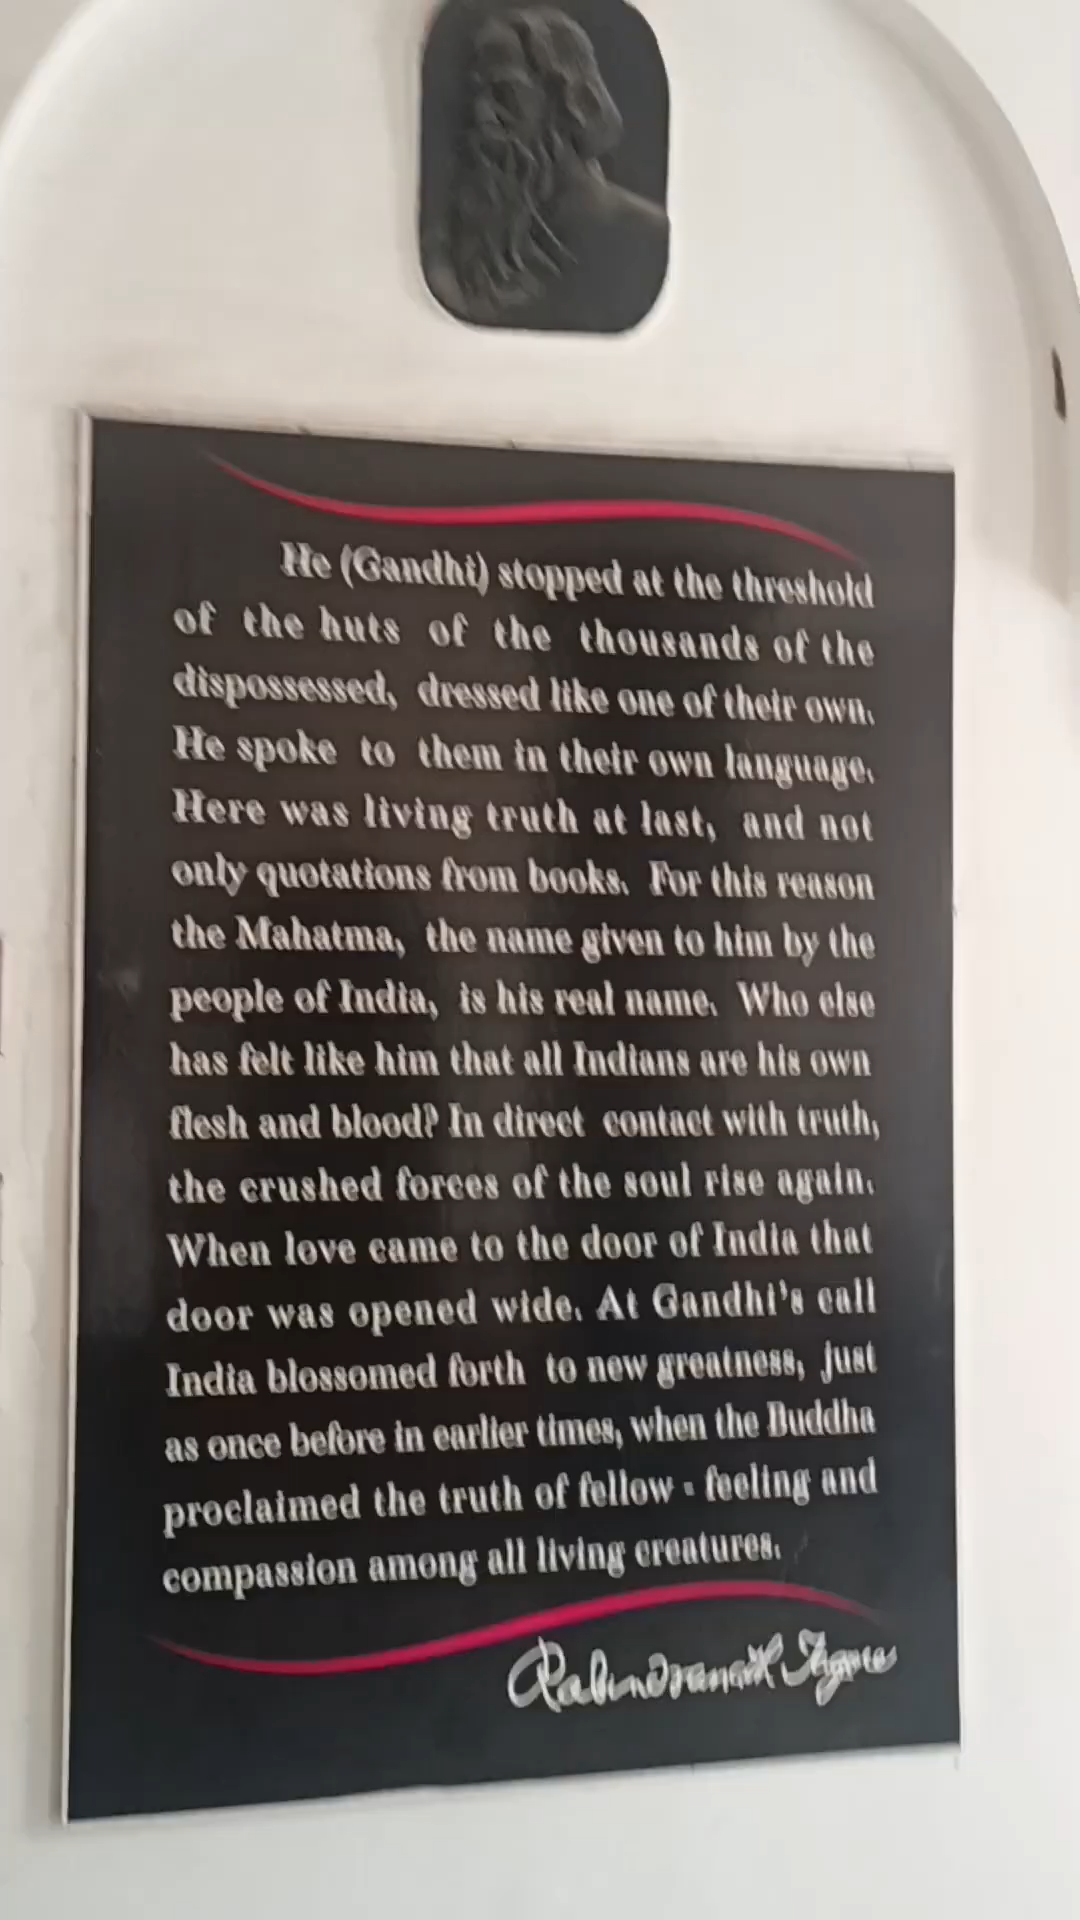 He (Gandhi) stopped at the threshold
of the huts of the thousands of the
dispossessed, dressed like one of their own.
He spoke to them in their own language.
Here was living truth at last, and not
only quotations from books. For this reason
the Mahatma, the name given to him by the
people of India, is his real name. Who else
has felt like him that all Indians are his own
flesh and blood? In direct contact with truth,
the crushed forces of the soul rise again.
When love came to the door of India that
door was opened wide. At Gandhi's call
India blossomed forth to new greatness, just
as once before in earlier times, when the Buddha
proclaimed the truth of fellow - feeling and
compassion among all living creatures.
Rabindranath Tagore